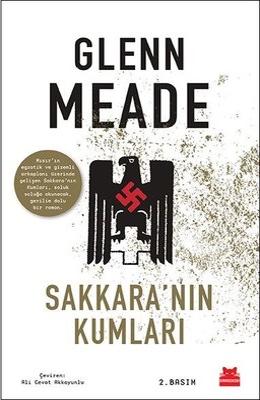 GLENN
MEADE
Mısır'ın
egzotik ve gizemli
arkaplanı üzerinde
gelişen Sakkara'nın
Kumları, soluk
soluğa okunacak,
gerilim dolu
bir roman.
SAKKARA'NIN
KUMLARI
Çeviren:
Ali Cevat Akkoyunlu
2. BASIM